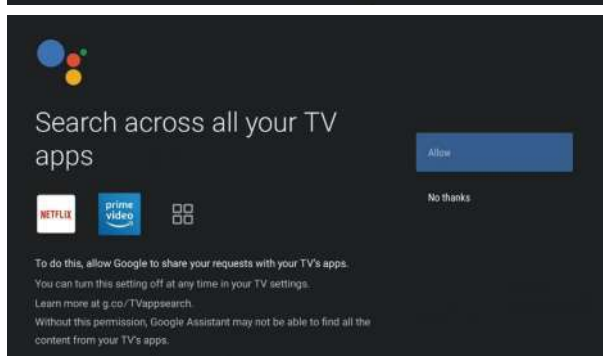 Search across all your TV
apps
Allow
No thanks
NETFLIX
prime
video
To do this, allow Google to share your requests with your TV's apps.
You can turn this setting off at any time in your TV settings.
Learn more at g.co/TVappsearch.
Without this permission, Google Assistant may not be able to find all the
content from your TV's apps.